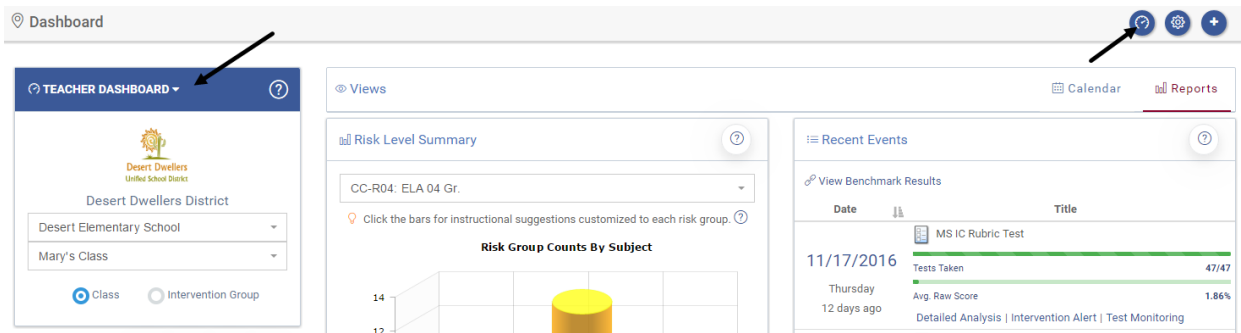 Dashboard
TEACHER DASHBOARD
Desert Dwellers
Unified School District
Desert Dwellers District
Desert Elementary School
Mary's Class
Class Intervention Group
Views Calendar Reports
Risk Level Summary
CC-R04: ELA 04 Gr.
Click the bars for instructional suggestions customized to each risk group.
Risk Group Counts By Subject
14
12
Recent Events
View Benchmark Results
Date Title
MS IC Rubric Test
11/17/2016
Tests Taken 47/47
Thursday
Avg. Raw Score 1.86%
12 days ago
Detailed Analysis | Intervention Alert | Test Monitoring